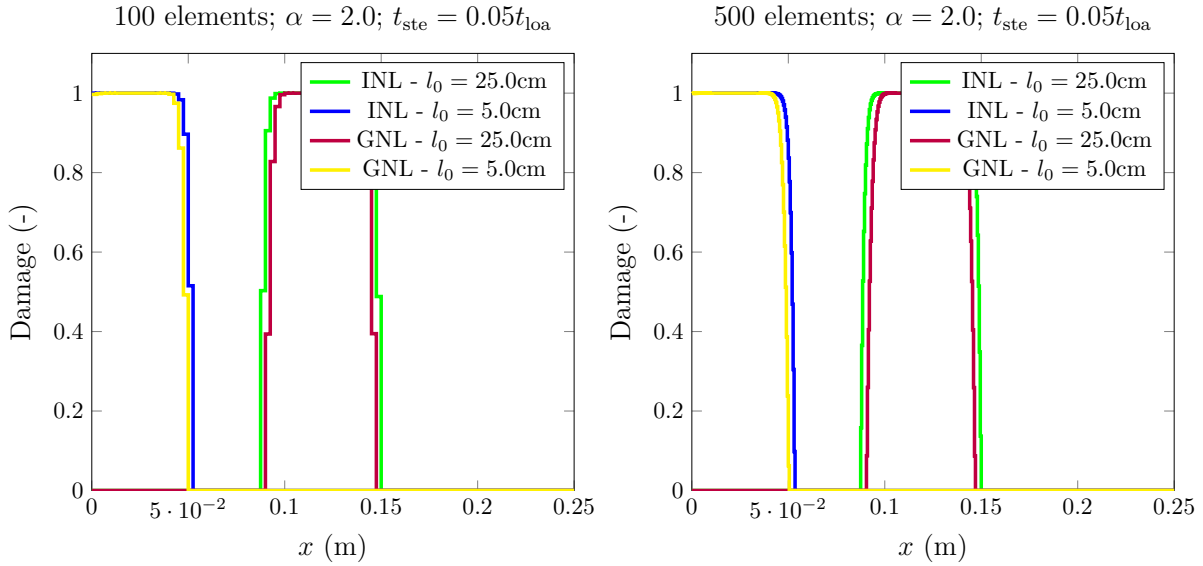 100 elements; α = 2.0; t_ste = 0.05t_loa
INL - l_0 = 25.0cm
INL - l_0 = 5.0cm
GNL - l_0 = 25.0cm
GNL - l_0 = 5.0cm
1
0.8
0.6
0.4
0.2
0
Damage (-)
0 5 · 10^−2 0.1 0.15 0.2 0.25
x (m)
500 elements; α = 2.0; t_ste = 0.05t_loa
INL - l_0 = 25.0cm
INL - l_0 = 5.0cm
GNL - l_0 = 25.0cm
GNL - l_0 = 5.0cm
1
0.8
0.6
0.4
0.2
0
Damage (-)
0 5 · 10^−2 0.1 0.15 0.2 0.25
x (m)